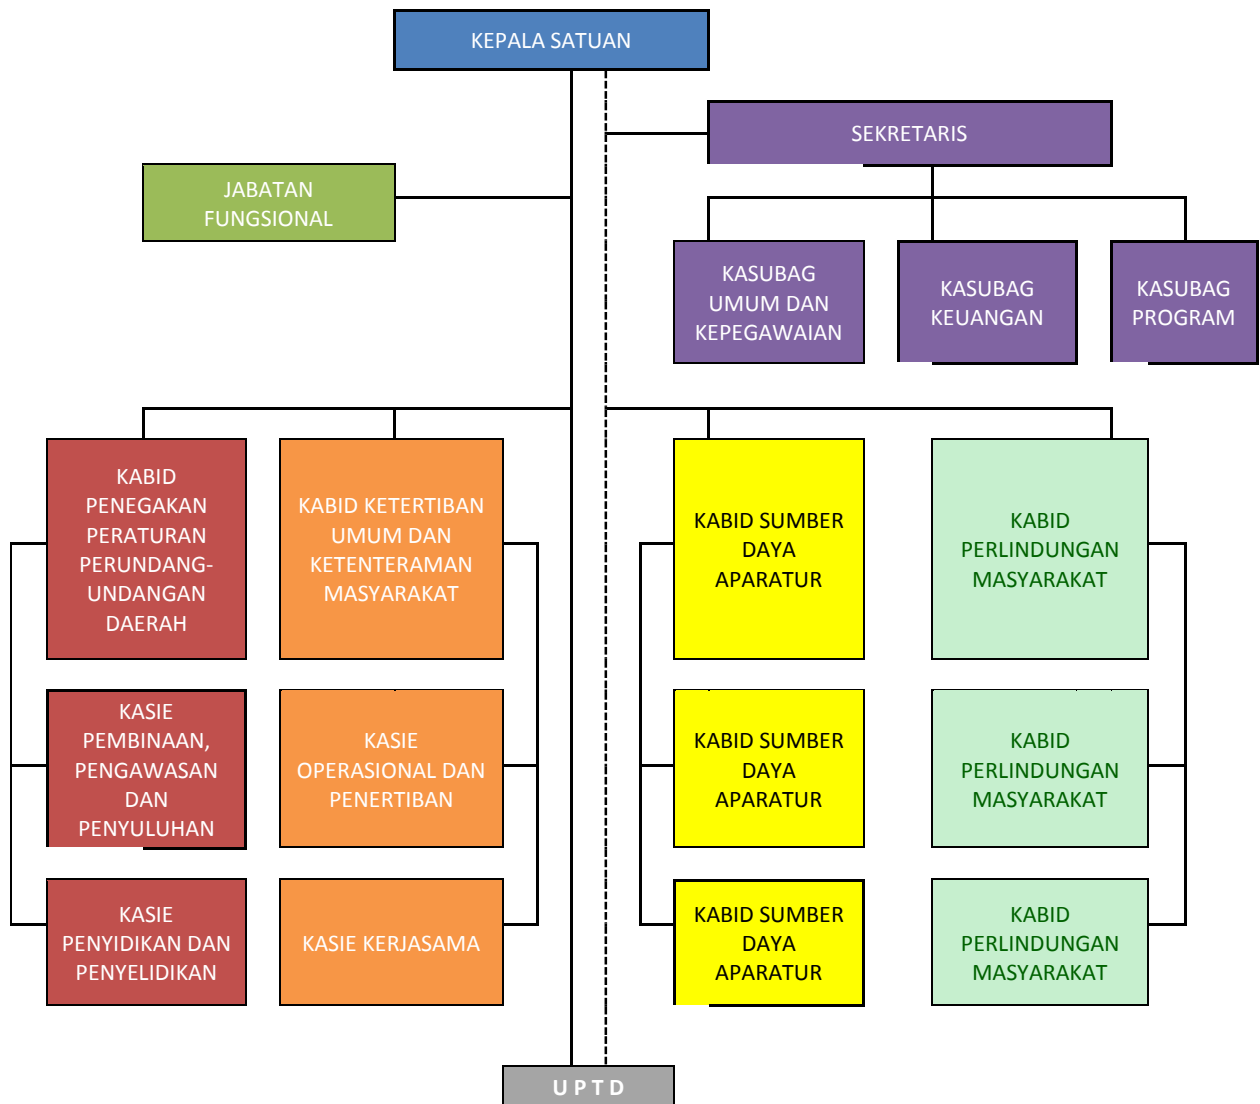 KEPALA SATUAN
SEKRETARIS
JABATAN
FUNGSIONAL
KASUBAG
UMUM DAN
KEPEGAWAIAN
KASUBAG
KEUANGAN
KASUBAG
PROGRAM
KABID
PENEGAKAN
PERATURAN
PERUNDANG-
UNDANGAN
DAERAH
KABID KETERTIBAN
UMUM DAN
KETENTERAMAN
MASYARAKAT
KABID SUMBER
DAYA
APARATUR
KABID
PERLINDUNGAN
MASYARAKAT
KASIE
PEMBINAAN,
PENGAWASAN
DAN
PENYULUHAN
KASIE
OPERASIONAL DAN
PENERTIBAN
KABID SUMBER
DAYA
APARATUR
KABID
PERLINDUNGAN
MASYARAKAT
KASIE
PENYIDIKAN DAN
PENYELIDIKAN
KASIE KERJASAMA
KABID SUMBER
DAYA
APARATUR
KABID
PERLINDUNGAN
MASYARAKAT
U P T D